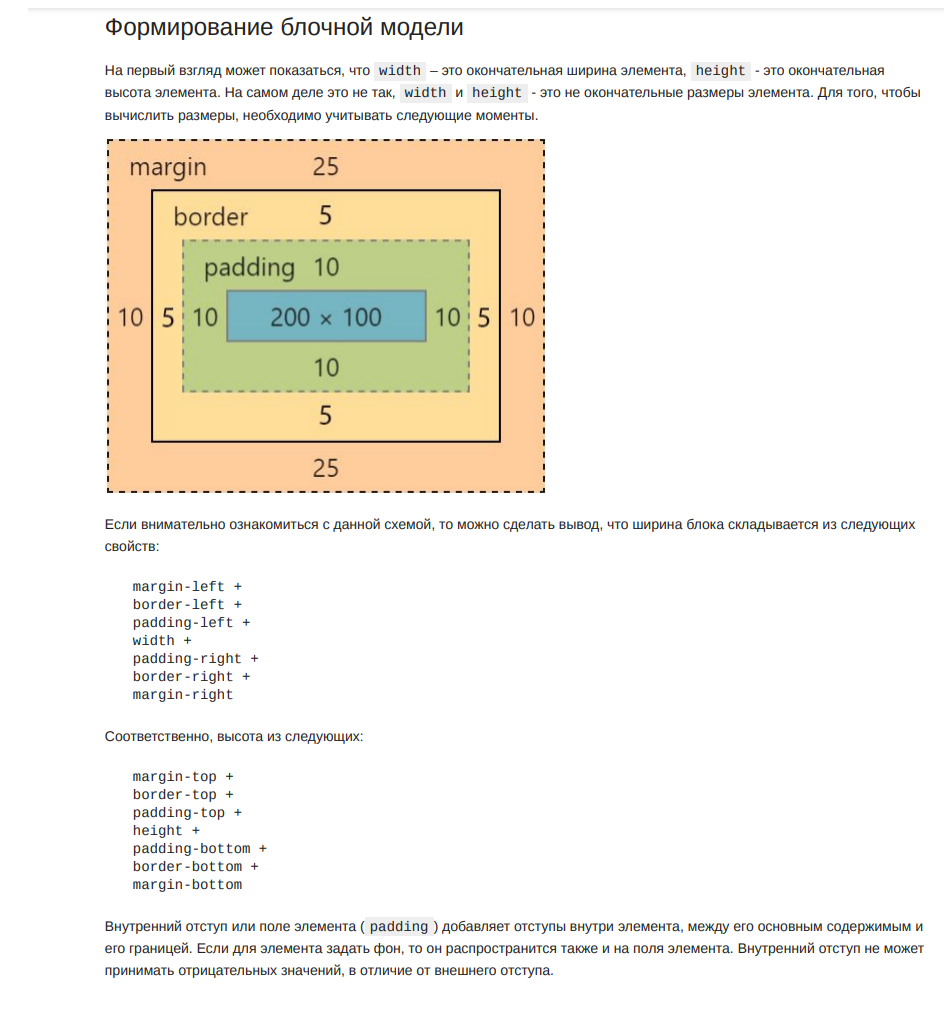 Формирование блочной модели
На первый взгляд может показаться, что width – это окончательная ширина элемента, height - это окончательная
высота элемента. На самом деле это не так, width и height - это не окончательные размеры элемента. Для того, чтобы
вычислить размеры, необходимо учитывать следующие моменты.
margin 25
border 5
padding 10
10 5 10 200 × 100 10 5 10
10
5
25
Если внимательно ознакомиться с данной схемой, то можно сделать вывод, что ширина блока складывается из следующих
свойств:
margin-left +
border-left +
padding-left +
width +
padding-right +
border-right +
margin-right
Соответственно, высота из следующих:
margin-top +
border-top +
padding-top +
height +
padding-bottom +
border-bottom +
margin-bottom
Внутренний отступ или поле элемента ( padding ) добавляет отступы внутри элемента, между его основным содержимым и
его границей. Если для элемента задать фон, то он распространится также и на поля элемента. Внутренний отступ не может
принимать отрицательных значений, в отличие от внешнего отступа.